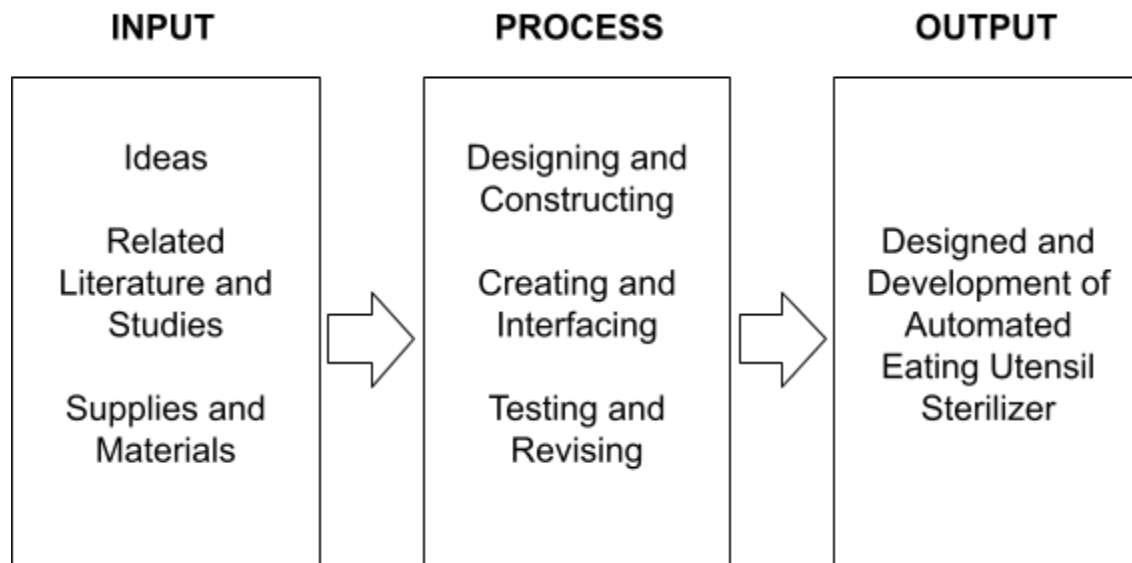 INPUT
PROCESS
OUTPUT
Ideas
Related
Literature and
Studies
Supplies and
Materials
Designing and
Constructing
Creating and
Interfacing
Testing and
Revising
Designed and
Development of
Automated
Eating Utensil
Sterilizer